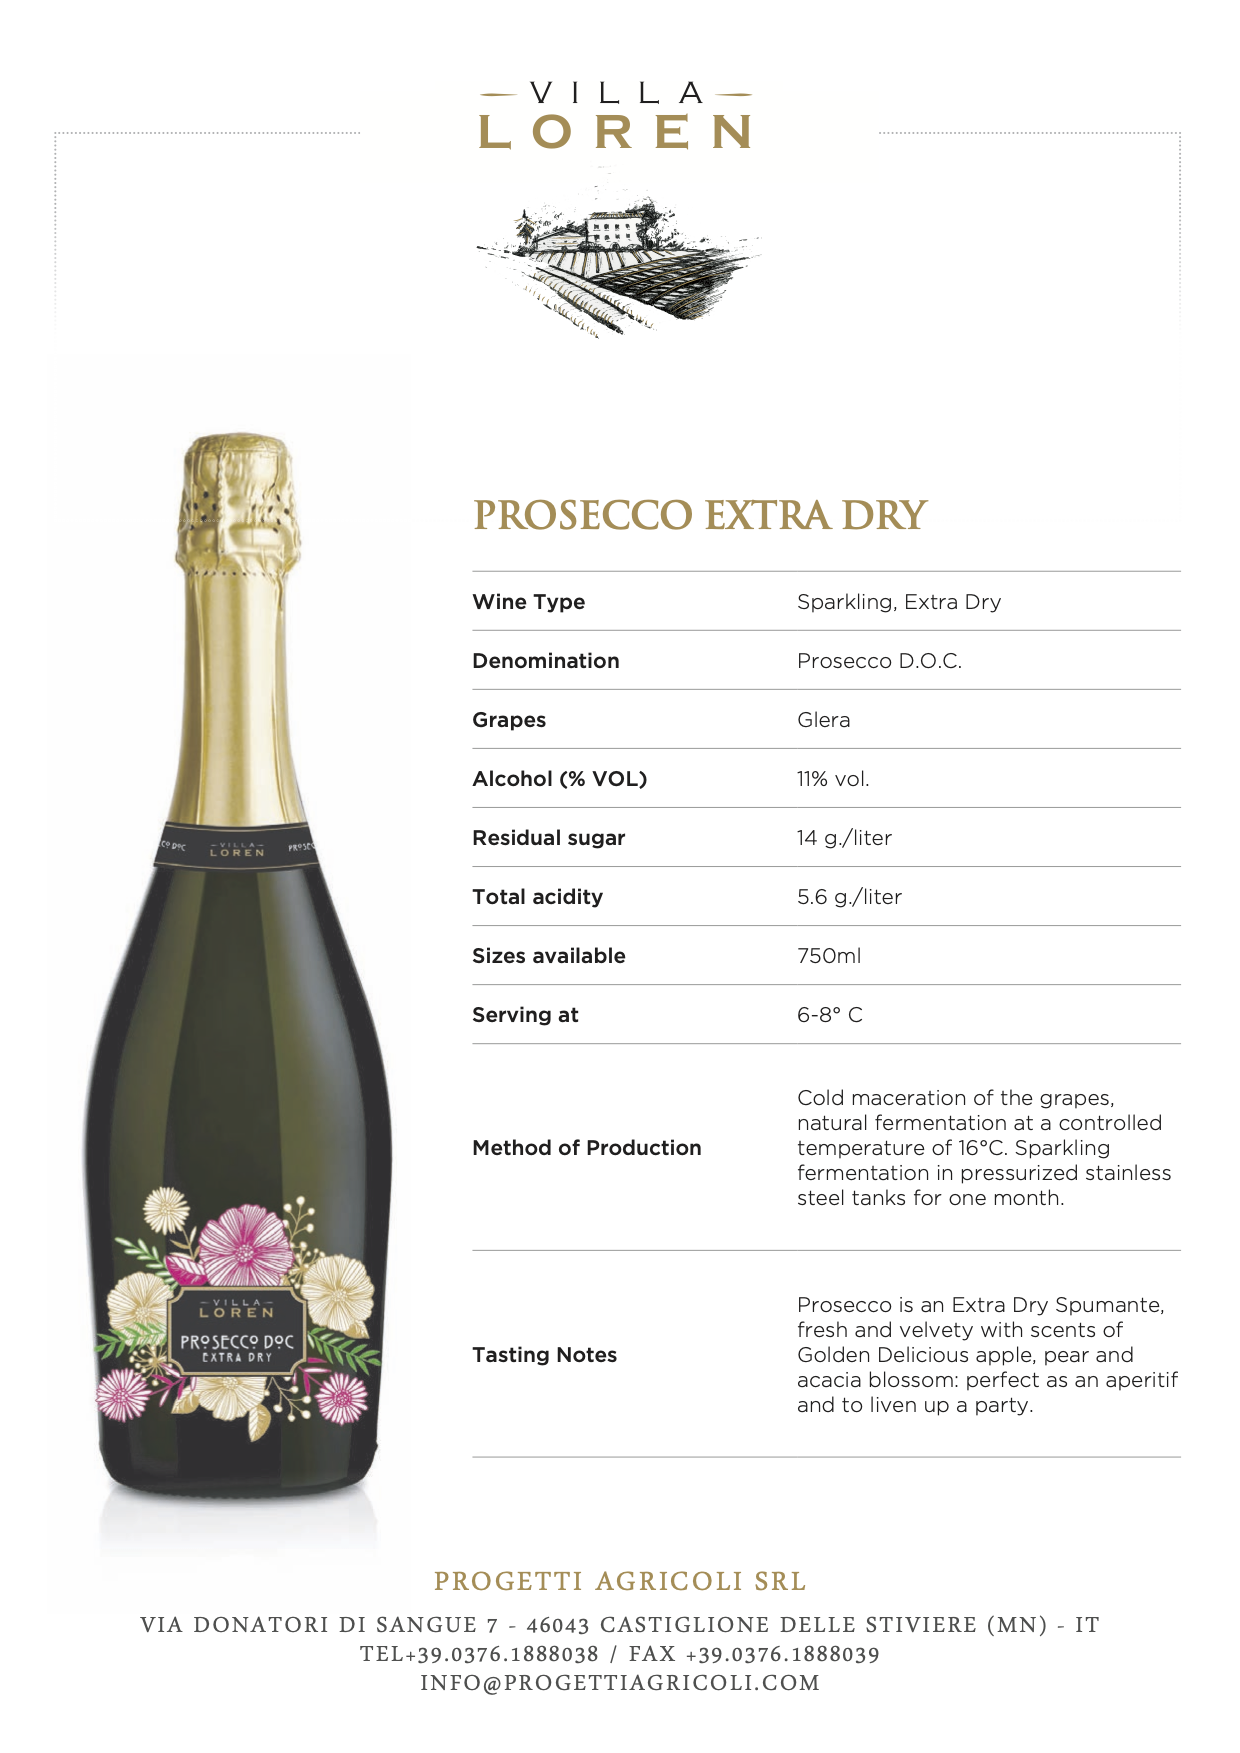 VILLA
LOREN
PROSECCO EXTRA DRY
Wine Type Sparkling, Extra Dry
Denomination Prosecco D.O.C.
Grapes Glera
Alcohol (% VOL) 11% vol.
Residual sugar 14 g./liter
Total acidity 5.6 g./liter
Sizes available 750ml
Serving at 6-8° C
Method of Production
Cold maceration of the grapes,
natural fermentation at a controlled
temperature of 16°C. Sparkling
fermentation in pressurized stainless
steel tanks for one month.
Tasting Notes
Prosecco is an Extra Dry Spumante,
fresh and velvety with scents of
Golden Delicious apple, pear and
acacia blossom: perfect as an aperitif
and to liven up a party.
CO DOC
VILLA
LOREN
PROSEC
VILLA
LOREN
PROSECCO DOC
EXTRA DRY
PROGETTI AGRICOLI SRL
VIA DONATORI DI SANGUE 7 - 46043 CASTIGLIONE DELLE STIVIERE (MN) - IT
TEL+39.0376.1888038 / FAX +39.0376.1888039
INFO@PROGETTIAGRICOLI.COM